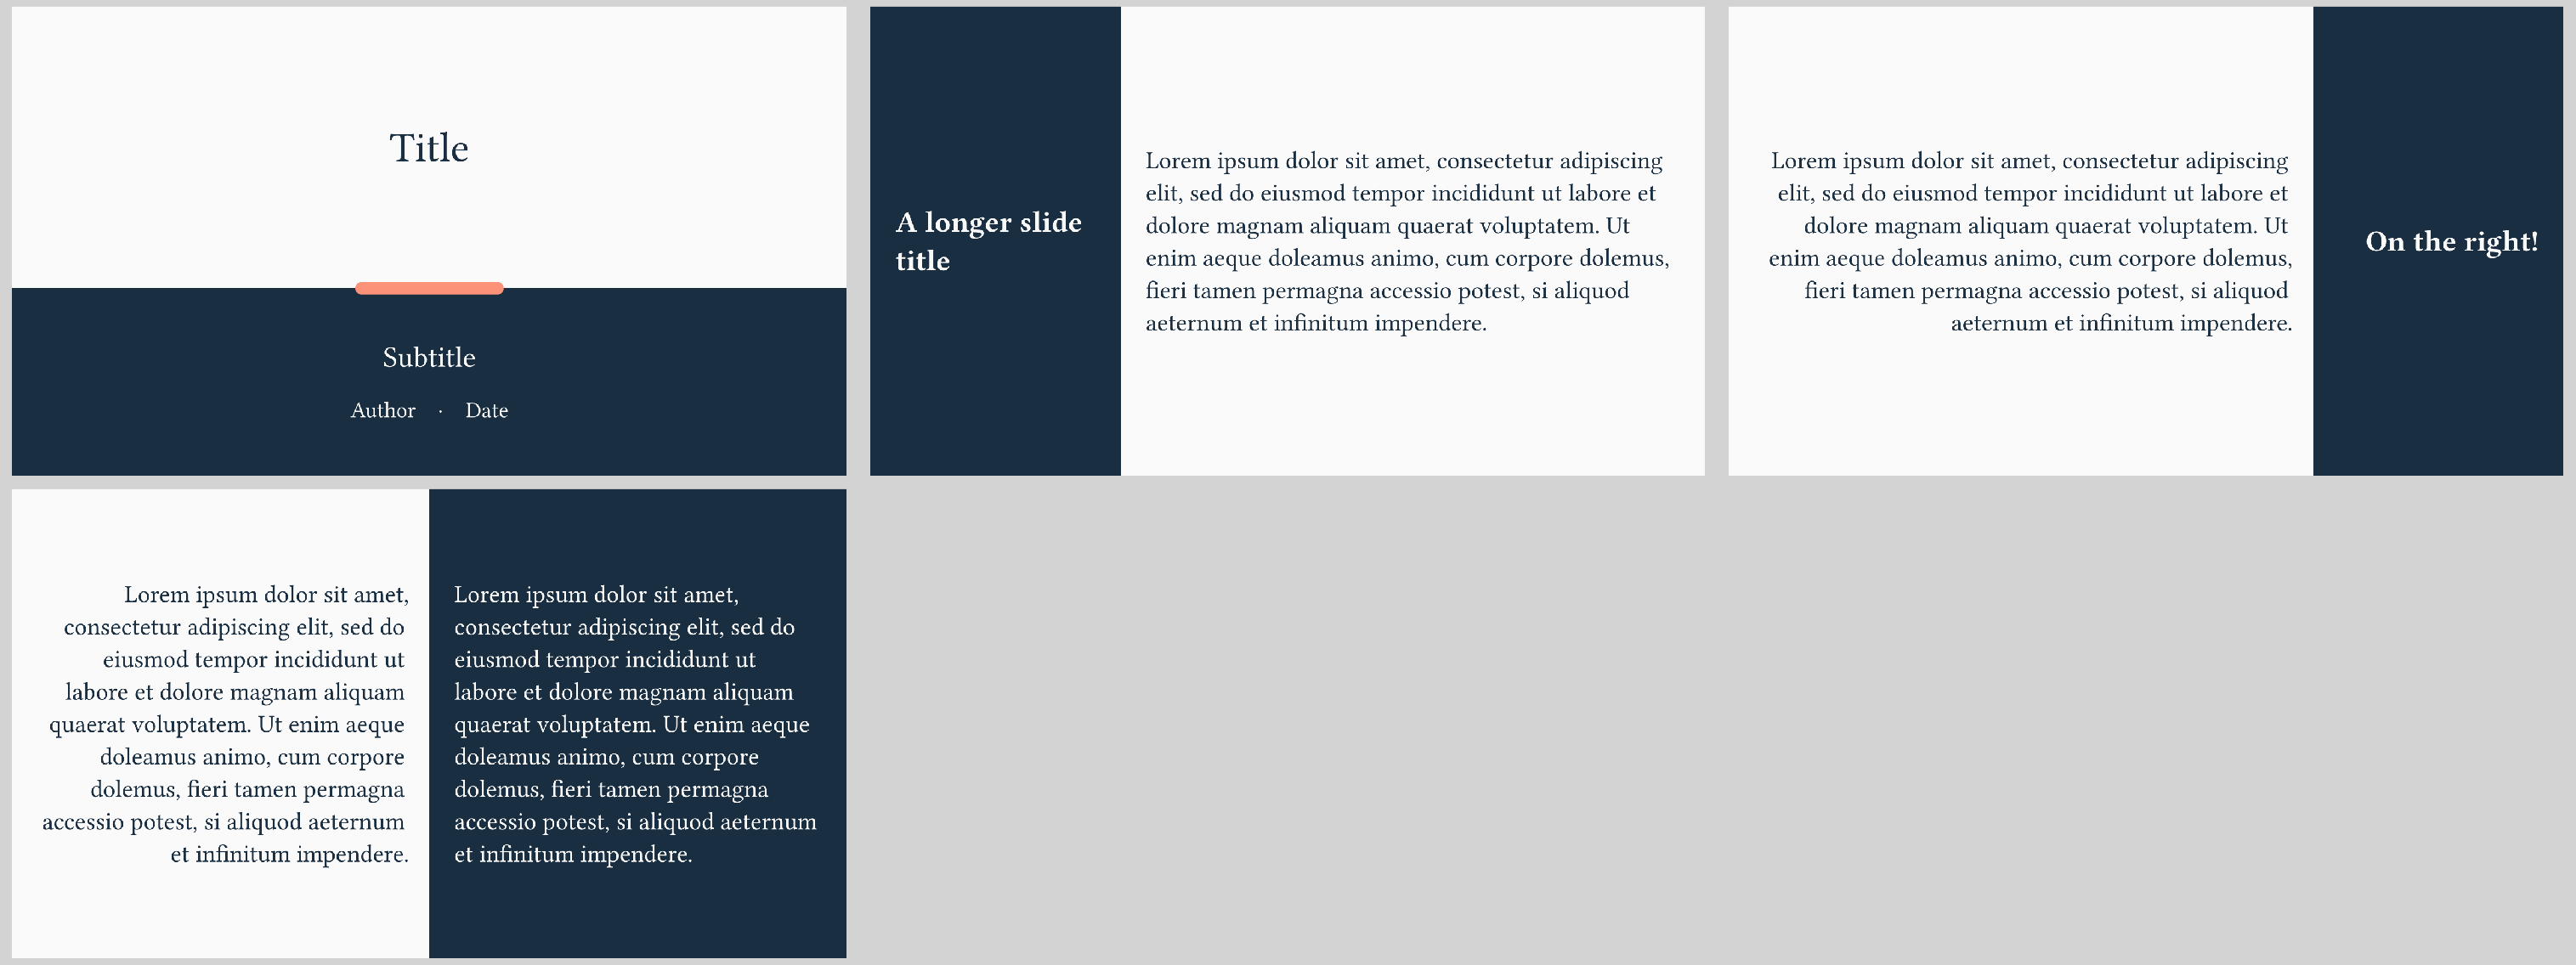 Title
Subtitle
Author · Date
A longer slide
title
Lorem ipsum dolor sit amet, consectetur adipiscing
elit, sed do eiusmod tempor incididunt ut labore et
dolore magnam aliquam quaerat voluptatem. Ut
enim aeque doleamus animo, cum corpore dolemus,
fieri tamen permagna accessio potest, si aliquod
aeternum et infinitum impendere.
Lorem ipsum dolor sit amet, consectetur adipiscing
elit, sed do eiusmod tempor incididunt ut labore et
dolore magnam aliquam quaerat voluptatem. Ut
enim aeque doleamus animo, cum corpore dolemus,
fieri tamen permagna accessio potest, si aliquod
aeternum et infinitum impendere.
On the right!
Lorem ipsum dolor sit amet,
consectetur adipiscing elit, sed do
eiusmod tempor incididunt ut
labore et dolore magnam aliquam
quaerat voluptatem. Ut enim aeque
doleamus animo, cum corpore
dolemus, fieri tamen permagna
accessio potest, si aliquod aeternum
et infinitum impendere.
Lorem ipsum dolor sit amet,
consectetur adipiscing elit, sed do
eiusmod tempor incididunt ut
labore et dolore magnam aliquam
quaerat voluptatem. Ut enim aeque
doleamus animo, cum corpore
dolemus, fieri tamen permagna
accessio potest, si aliquod aeternum
et infinitum impendere.